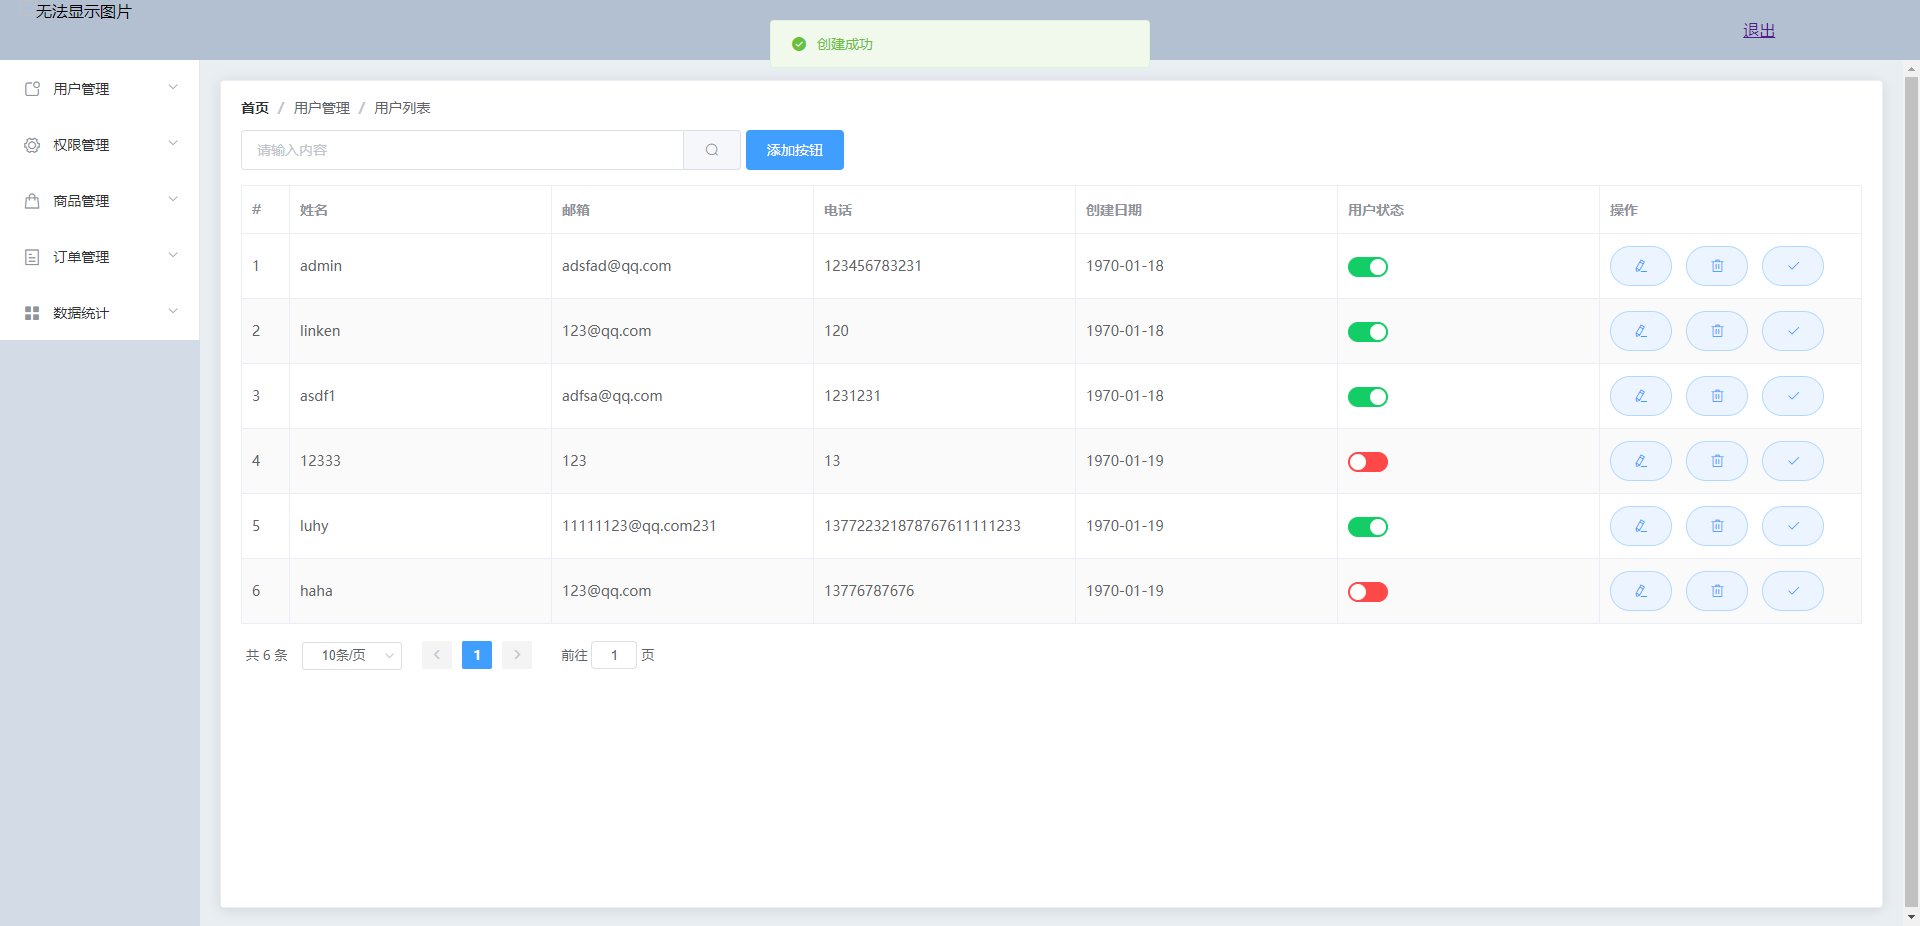 无法显示图片
创建成功
退出
用户管理
权限管理
商品管理
订单管理
数据统计
首页 / 用户管理 / 用户列表
请输入内容 添加按钮
# 姓名 邮箱 电话 创建日期 用户状态 操作
1 admin adsfad@qq.com 123456783231 1970-01-18
2 linken 123@qq.com 120 1970-01-18
3 asdf1 adfsa@qq.com 1231231 1970-01-18
4 12333 123 13 1970-01-19
5 luhy 11111123@qq.com231 137722321878767611111233 1970-01-19
6 haha 123@qq.com 13776787676 1970-01-19
共 6 条 10条/页 1 前往 1 页